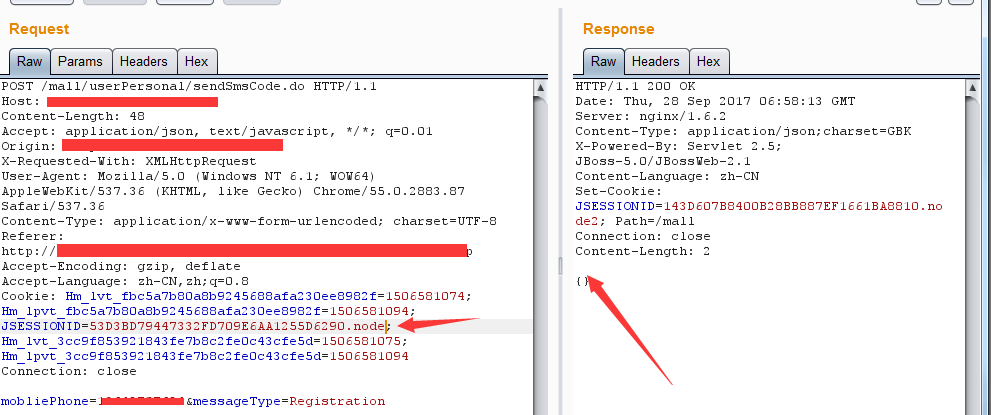 Request
Raw Params Headers Hex
POST /mall/userPersonal/sendSmsCode.do HTTP/1.1
Host:
Content-Length: 48
Accept: application/json, text/javascript, */*; q=0.01
Origin:
X-Requested-With: XMLHttpRequest
User-Agent: Mozilla/5.0 (Windows NT 6.1; WOW64)
AppleWebKit/537.36 (KHTML, like Gecko) Chrome/55.0.2883.87
Safari/537.36
Content-Type: application/x-www-form-urlencoded; charset=UTF-8
Referer:
http://p
Accept-Encoding: gzip, deflate
Accept-Language: zh-CN,zh;q=0.8
Cookie: Hm_lvt_fbc5a7b80a8b9245688afa230ee8982f=1506581074;
Hm_lpvt_fbc5a7b80a8b9245688afa230ee8982f=1506581094;
JSESSIONID=53D3BD79447332FD709E6AA1255D6290.node;
Hm_lvt_3cc9f853921843fe7b8c2fe0c43cfe5d=1506581075;
Hm_lpvt_3cc9f853921843fe7b8c2fe0c43cfe5d=1506581094
Connection: close
mobliePhone=1&messageType=Registration
Response
Raw Headers Hex
HTTP/1.1 200 OK
Date: Thu, 28 Sep 2017 06:58:13 GMT
Server: nginx/1.6.2
Content-Type: application/json;charset=GBK
X-Powered-By: Servlet 2.5;
JBoss-5.0/JBossWeb-2.1
Content-Language: zh-CN
Set-Cookie:
JSESSIONID=143D607B8400B28BB887EF1661BA8810.no
de2; Path=/mall
Connection: close
Content-Length: 2
{}